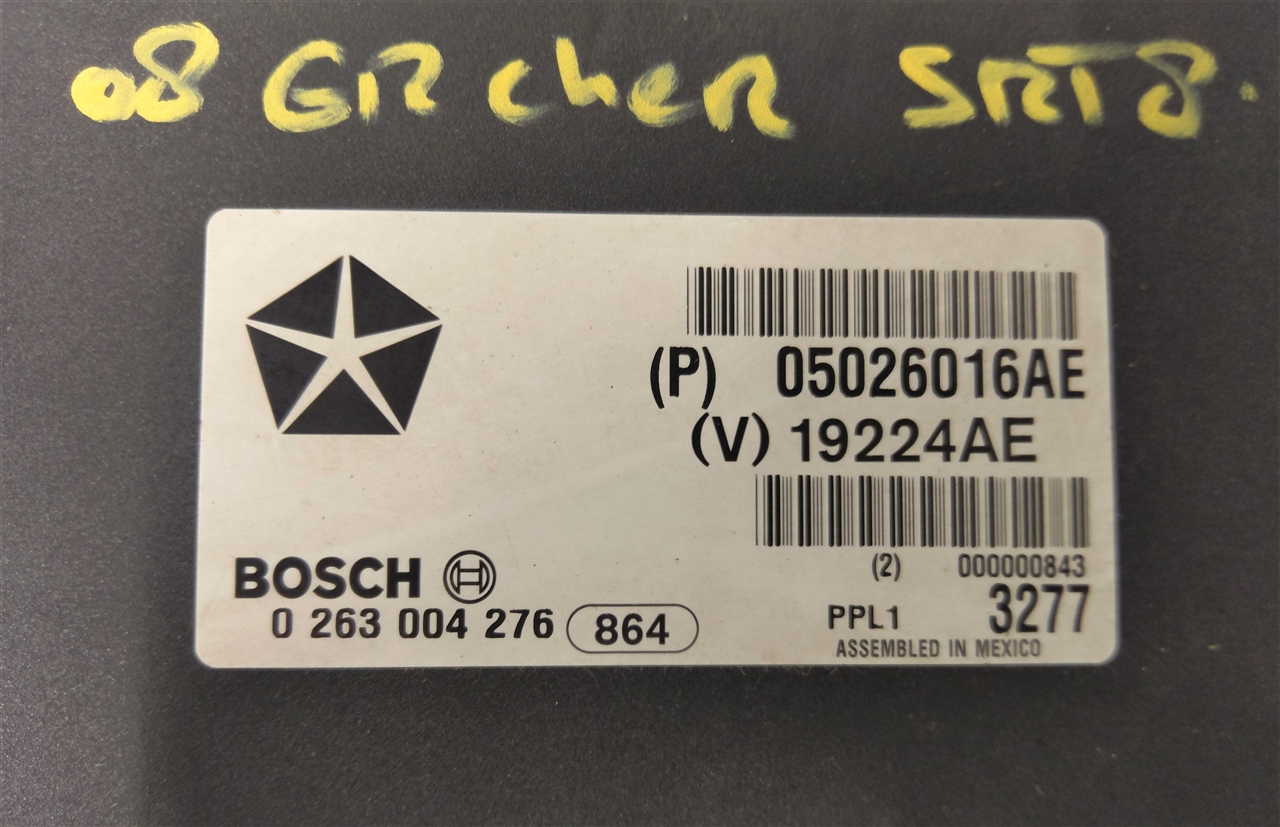 08 GR CheR SRT8.
(P) 05026016AE
(V) 19224AE
(2) 000000843
BOSCH
0 263 004 276 864
PPL1 3277
ASSEMBLED IN MEXICO